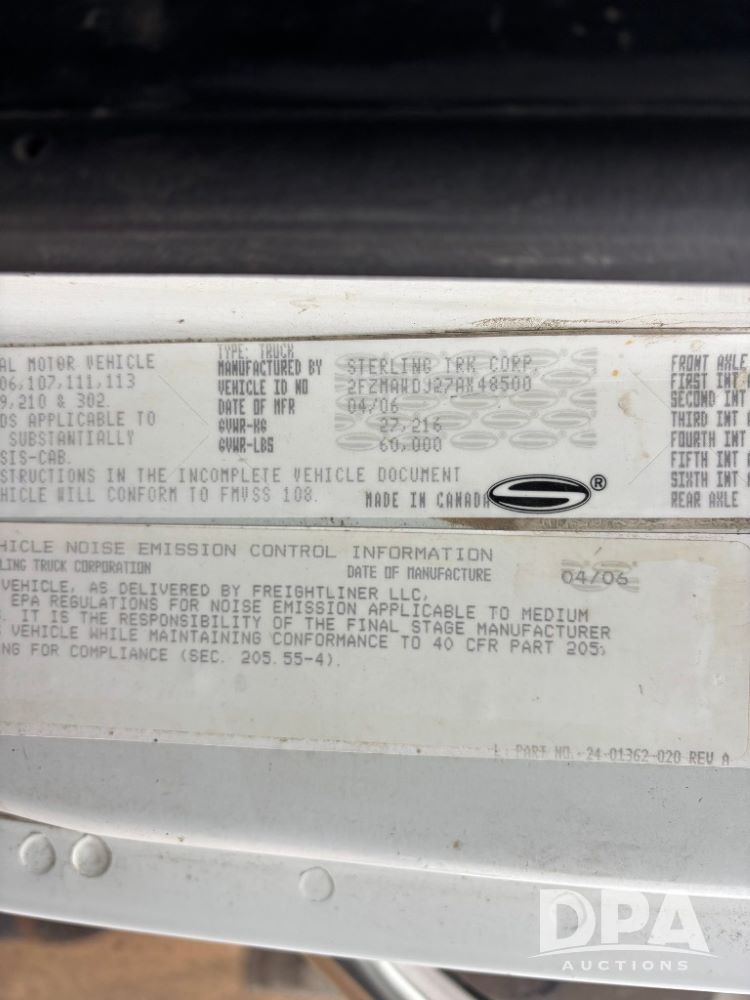 AL MOTOR VEHICLE
06,107,111,113
9,210 & 302.
DS APPLICABLE TO
SUBSTANTIALLY
SIS-CAB.
STRUCTIONS IN THE INCOMPLETE VEHICLE DOCUMENT
HICLE WILL CONFORM TO FMVSS 108.
TYPE: TRUCK
MANUFACTURED BY STERLING TRK CORP.
VEHICLE ID NO
DATE OF MFR 04/06
GVWR-KG 27,216
GVWR-LBS 60,000
MADE IN CANADA ®
FRONT AXLE
FIRST INT
SECOND INT
THIRD INT A
FOURTH INT
FIFTH INT A
SIXTH INT A
REAR AXLE
HICLE NOISE EMISSION CONTROL INFORMATION
LING TRUCK CORPORATION DATE OF MANUFACTURE 04/06
VEHICLE, AS DELIVERED BY FREIGHTLINER LLC,
EPA REGULATIONS FOR NOISE EMISSION APPLICABLE TO MEDIUM
. IT IS THE RESPONSIBILITY OF THE FINAL STAGE MANUFACTURER
S VEHICLE WHILE MAINTAINING CONFORMANCE TO 40 CFR PART 205,
NG FOR COMPLIANCE (SEC. 205.55-4).
PART NO. 24-01362-020 REV A
DPA
AUCTIONS